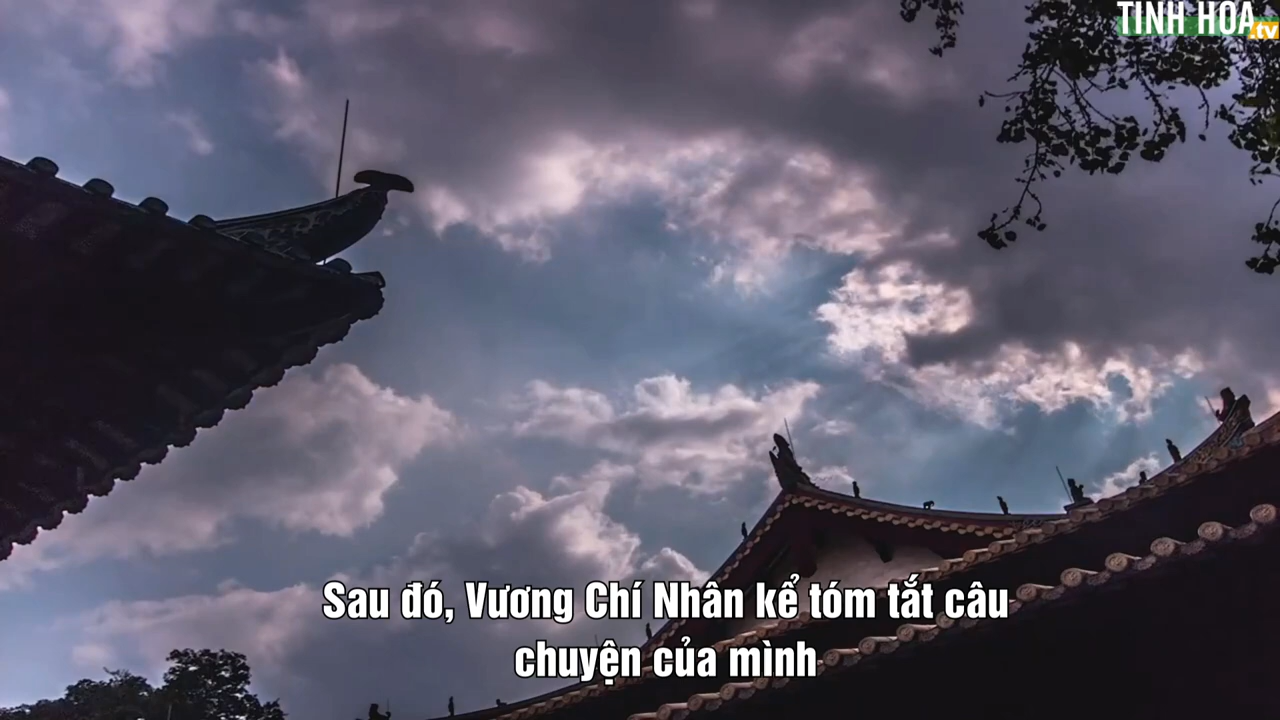 TINH HOA
.tv
Sau đó, Vương Chí Nhân kể tóm tắt câu
chuyện của mình